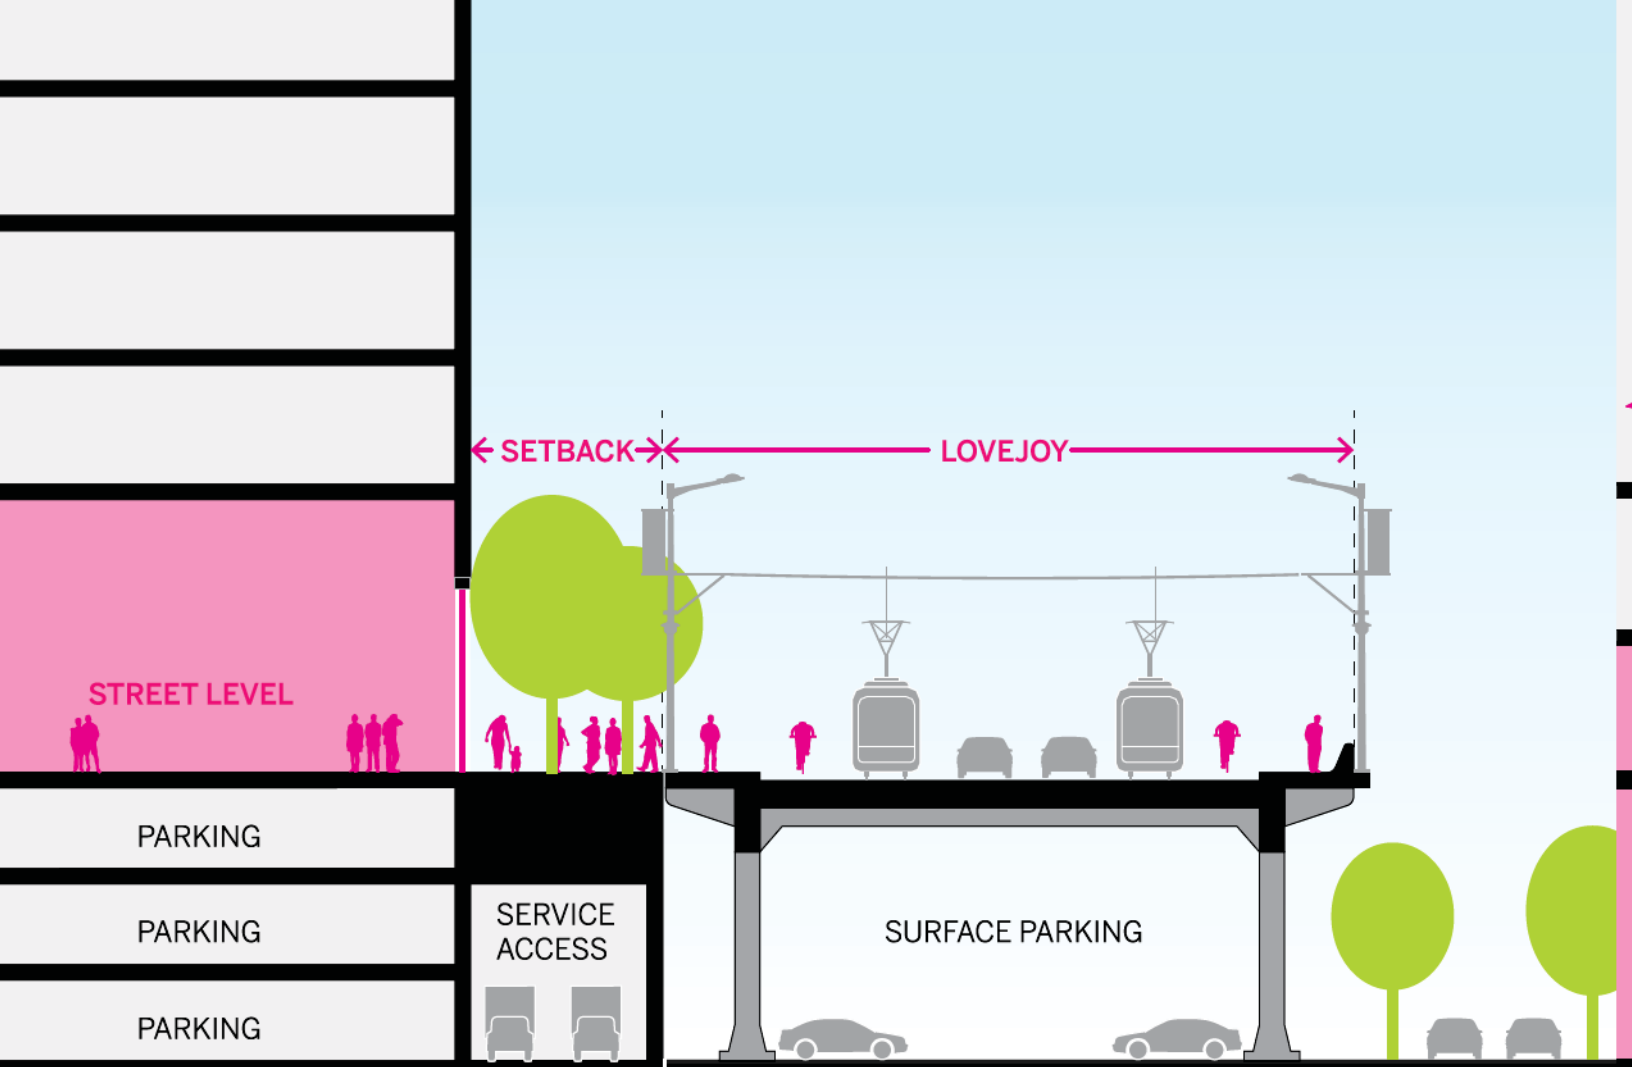 SETBACK
LOVEJOY
STREET LEVEL
PARKING
PARKING
SERVICE
ACCESS
SURFACE PARKING
PARKING